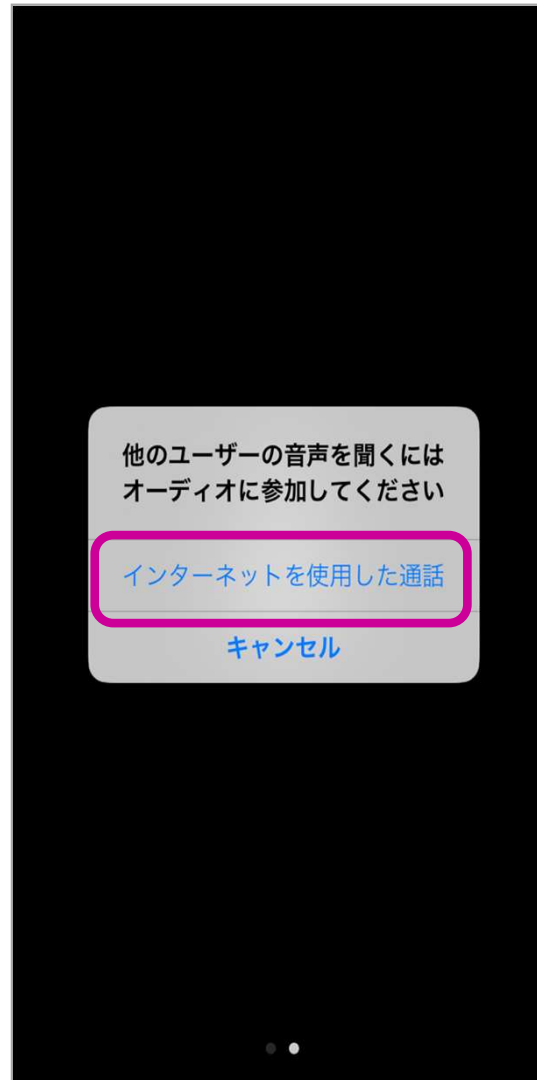 他のユーザーの音声を聞くには
オーディオに参加してください
インターネットを使用した通話
キャンセル